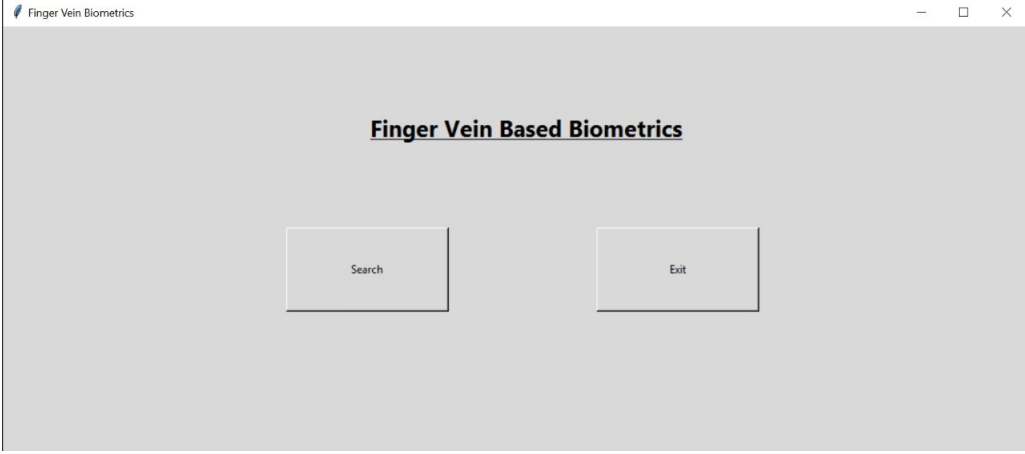 Finger Vein Biometrics
Finger Vein Based Biometrics
Search
Exit